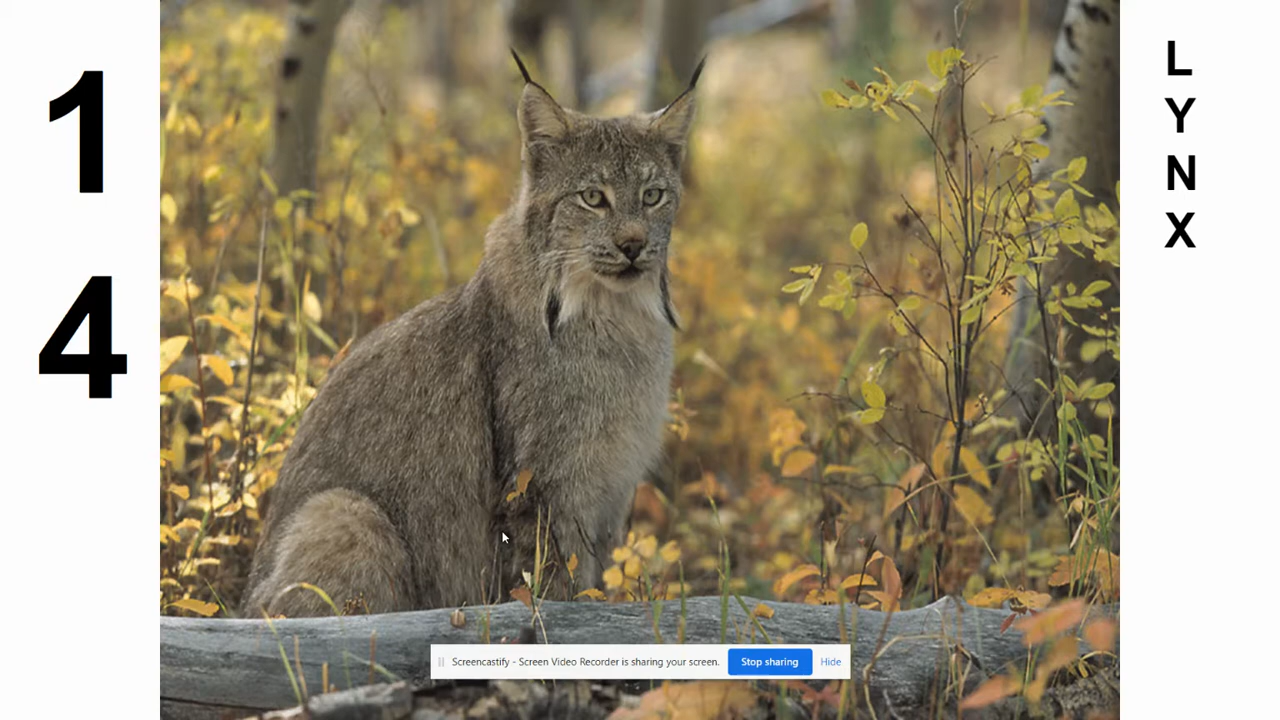 1
4
L
Y
N
X
Screencastify - Screen Video Recorder is sharing your screen.
Stop sharing
Hide